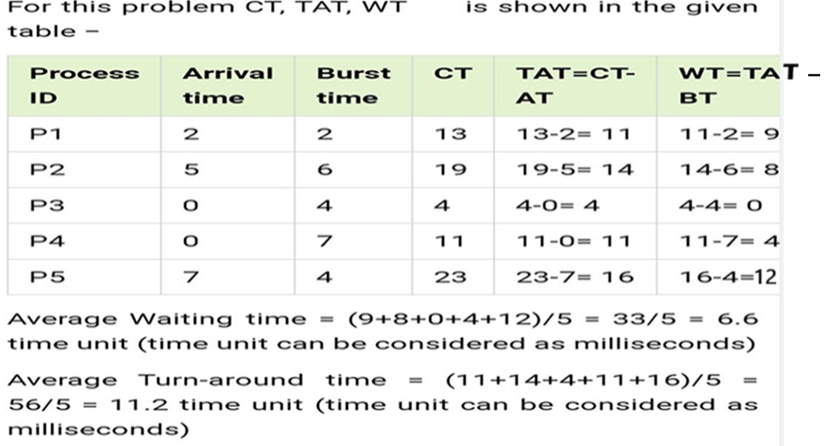 For this problem CT, TAT, WT is shown in the given
table –
Process ID Arrival time Burst time CT TAT=CT-AT WT=TAT – BT
P1 2 2 13 13-2= 11 11-2= 9
P2 5 6 19 19-5= 14 14-6= 8
P3 0 4 4 4-0= 4 4-4= 0
P4 0 7 11 11-0= 11 11-7= 4
P5 7 4 23 23-7= 16 16-4=12
Average Waiting time = (9+8+0+4+12)/5 = 33/5 = 6.6
time unit (time unit can be considered as milliseconds)
Average Turn-around time = (11+14+4+11+16)/5 =
56/5 = 11.2 time unit (time unit can be considered as
milliseconds)